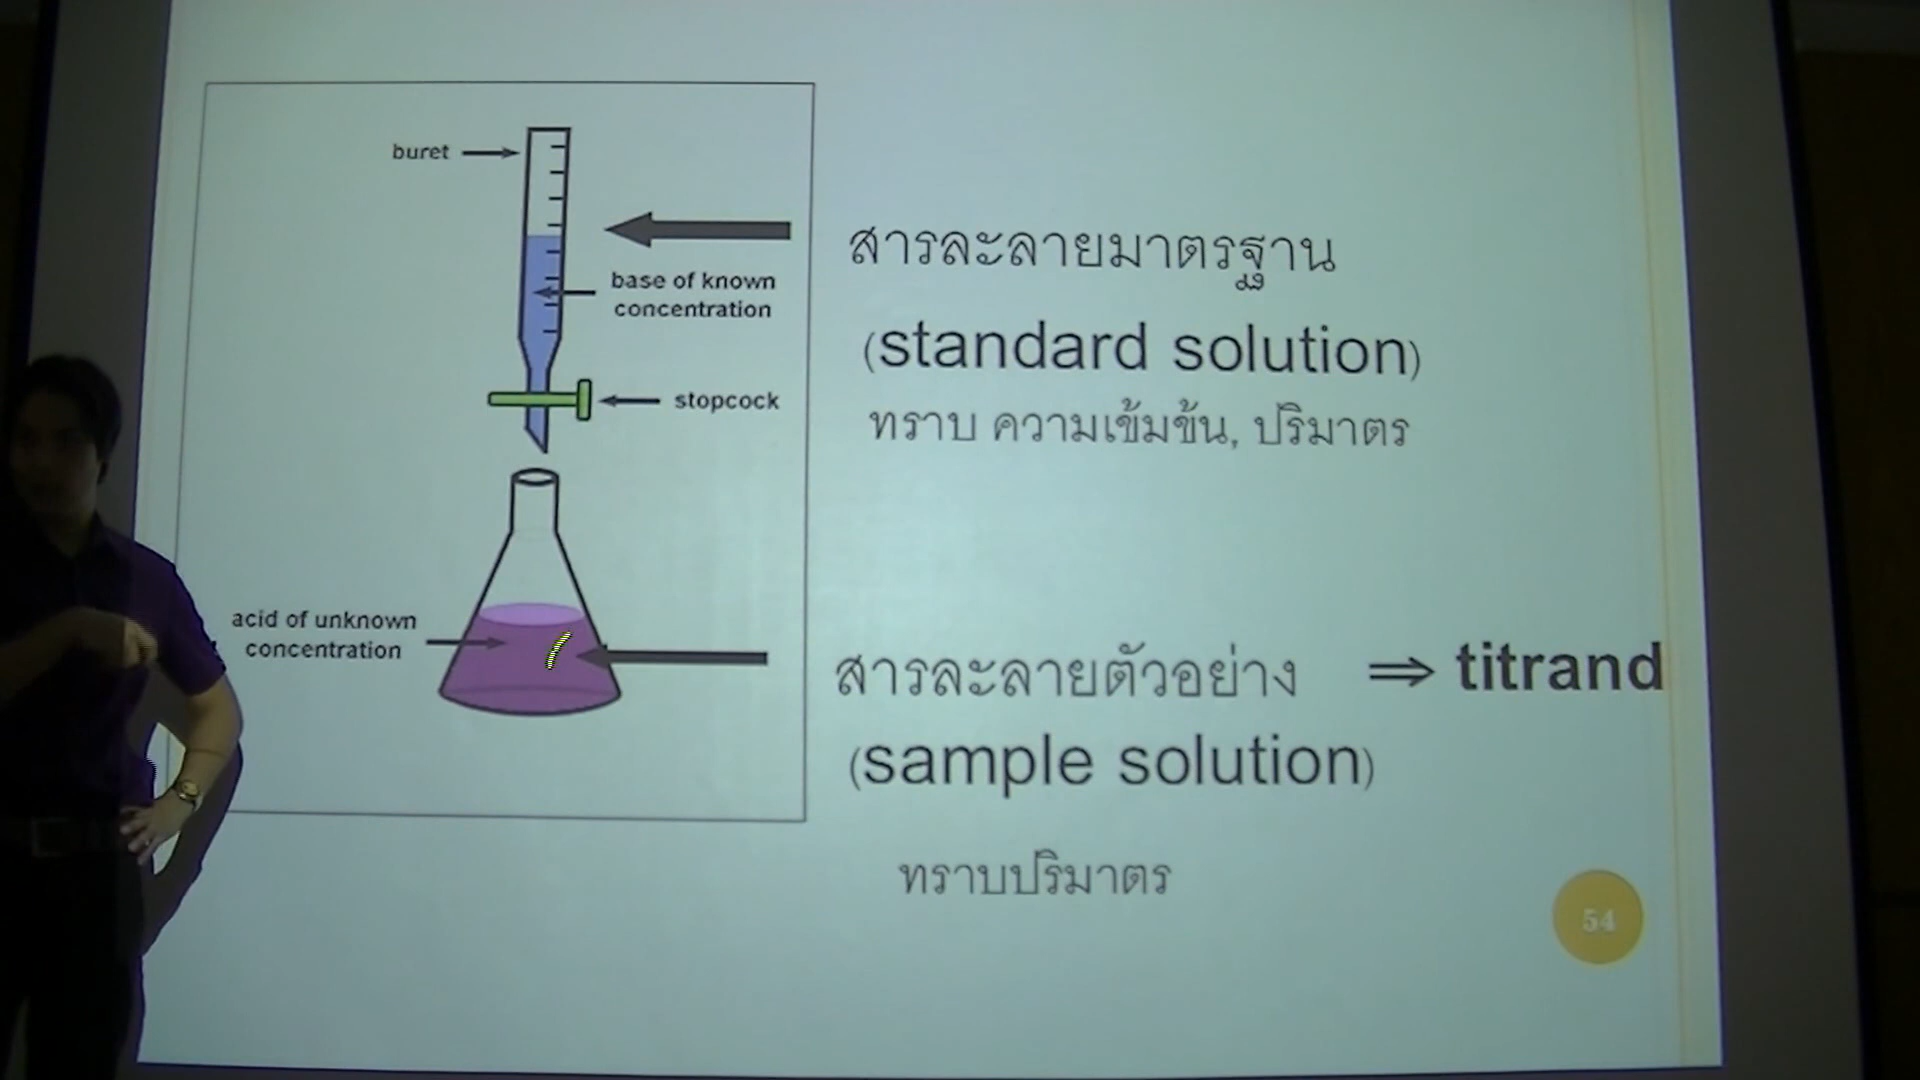 buret
สารละลายมาตรฐาน
base of known
concentration
(standard solution)
stopcock
ทราบ ความเข้มข้น, ปริมาตร
acid of unknown
concentration
สารละลายตัวอย่าง ⇒ titrand
(sample solution)
ทราบปริมาตร
54